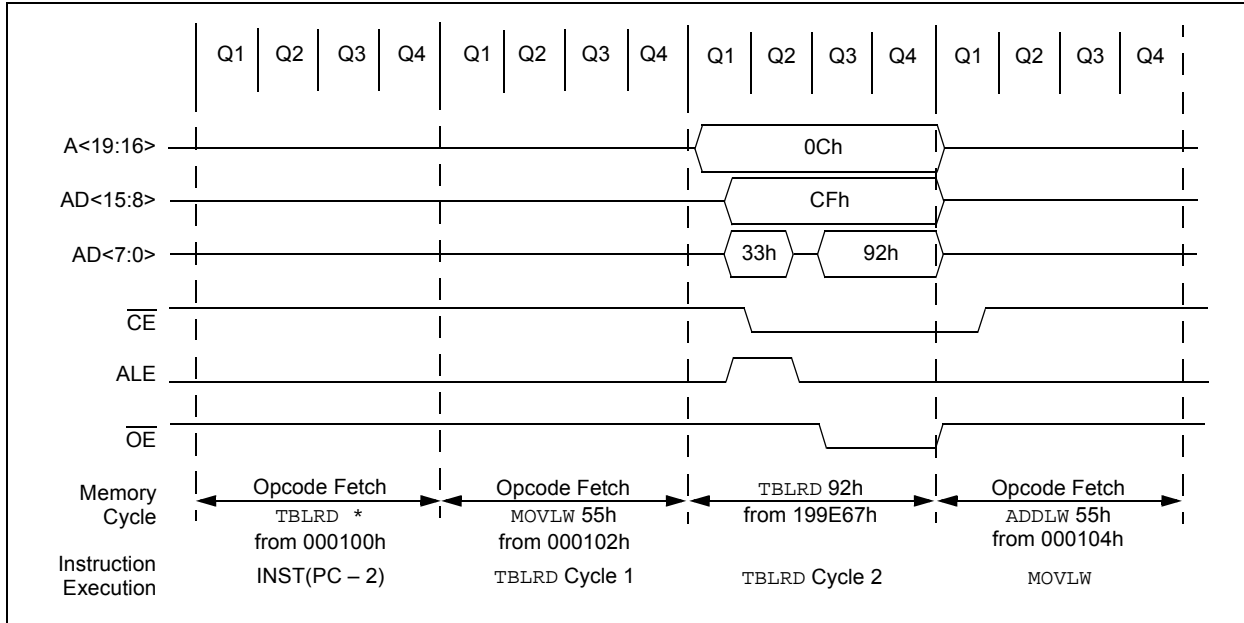 Q1 Q2 Q3 Q4 Q1 Q2 Q3 Q4 Q1 Q2 Q3 Q4 Q1 Q2 Q3 Q4
A<19:16> 0Ch
AD<15:8> CFh
AD<7:0> 33h 92h
CE
ALE
OE
Memory Cycle
Opcode Fetch
TBLRD *
from 000100h
Opcode Fetch
MOVLW 55h
from 000102h
TBLRD 92h
from 199E67h
Opcode Fetch
ADDLW 55h
from 000104h
Instruction Execution
INST(PC – 2)
TBLRD Cycle 1
TBLRD Cycle 2
MOVLW